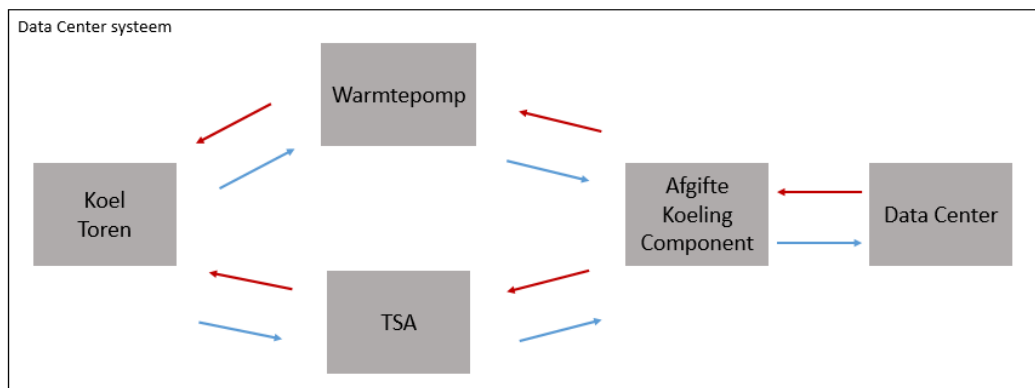 Data Center systeem
Warmtepomp
Koel
Toren
Afgifte
Koeling
Component
Data Center
TSA